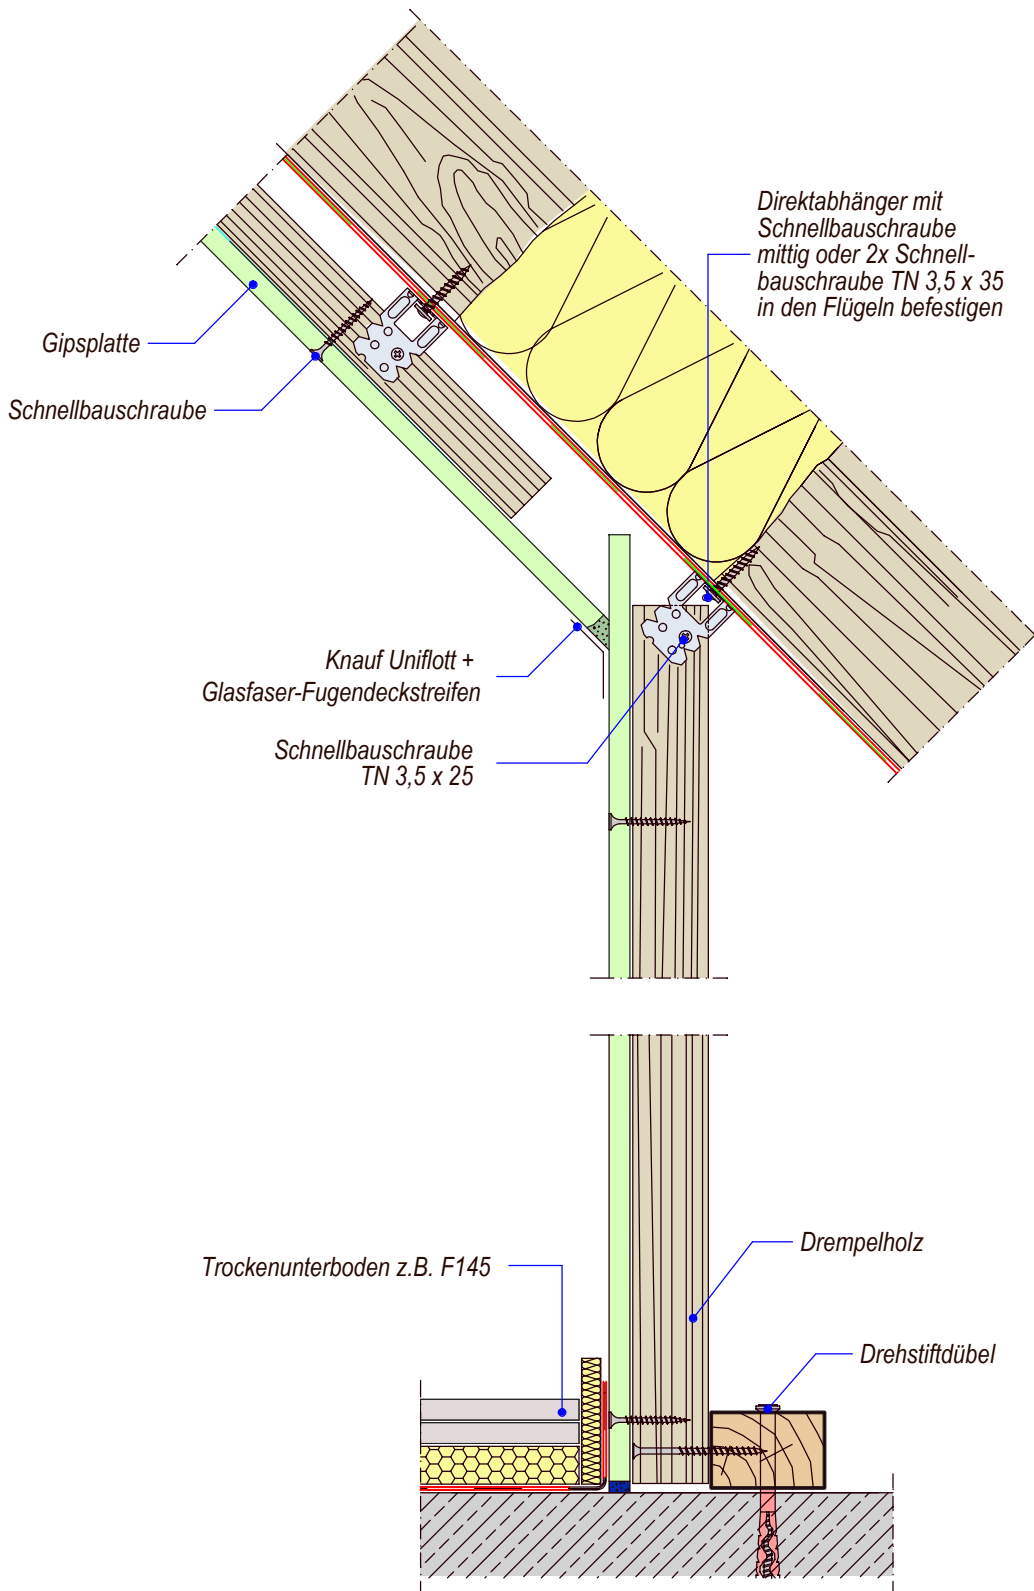 Direktabhänger mit
Schnellbauschraube
mittig oder 2x Schnell-
bauschraube TN 3,5 x 35
in den Flügeln befestigen
Gipsplatte
Schnellbauschraube
Knauf Uniflott +
Glasfaser-Fugendeckstreifen
Schnellbauschraube
TN 3,5 x 25
Drempelholz
Trockenunterboden z.B. F145
Drehstiftdübel